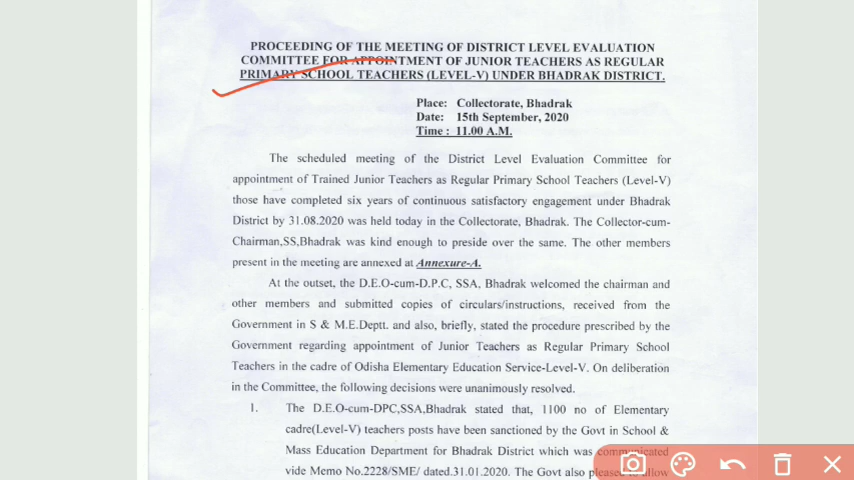 PROCEEDING OF THE MEETING OF DISTRICT LEVEL EVALUATION
COMMITTEE FOR APPOINTMENT OF JUNIOR TEACHERS AS REGULAR
PRIMARY SCHOOL TEACHERS (LEVEL-V) UNDER BHADRAK DISTRICT.
Place: Collectorate, Bhadrak
Date: 15th September, 2020
Time : 11.00 A.M.
The scheduled meeting of the District Level Evaluation Committee for
appointment of Trained Junior Teachers as Regular Primary School Teachers (Level-V)
those have completed six years of continuous satisfactory engagement under Bhadrak
District by 31.08.2020 was held today in the Collectorate, Bhadrak. The Collector-cum-
Chairman,SS,Bhadrak was kind enough to preside over the same. The other members
present in the meeting are annexed at Annexure-A.
At the outset, the D.E.O-cum-D.P.C, SSA, Bhadrak welcomed the chairman and
other members and submitted copies of circulars/instructions, received from the
Government in S & M.E.Deptt. and also, briefly, stated the procedure prescribed by the
Government regarding appointment of Junior Teachers as Regular Primary School
Teachers in the cadre of Odisha Elementary Education Service-Level-V. On deliberation
in the Committee, the following decisions were unanimously resolved.
1. The D.E.O-cum-DPC,SSA,Bhadrak stated that, 1100 no of Elementary
cadre(Level-V) teachers posts have been sanctioned by the Govt in School &
Mass Education Department for Bhadrak District which was communicated
vide Memo No.2228/SME/ dated.31.01.2020. The Govt also pleased to allow